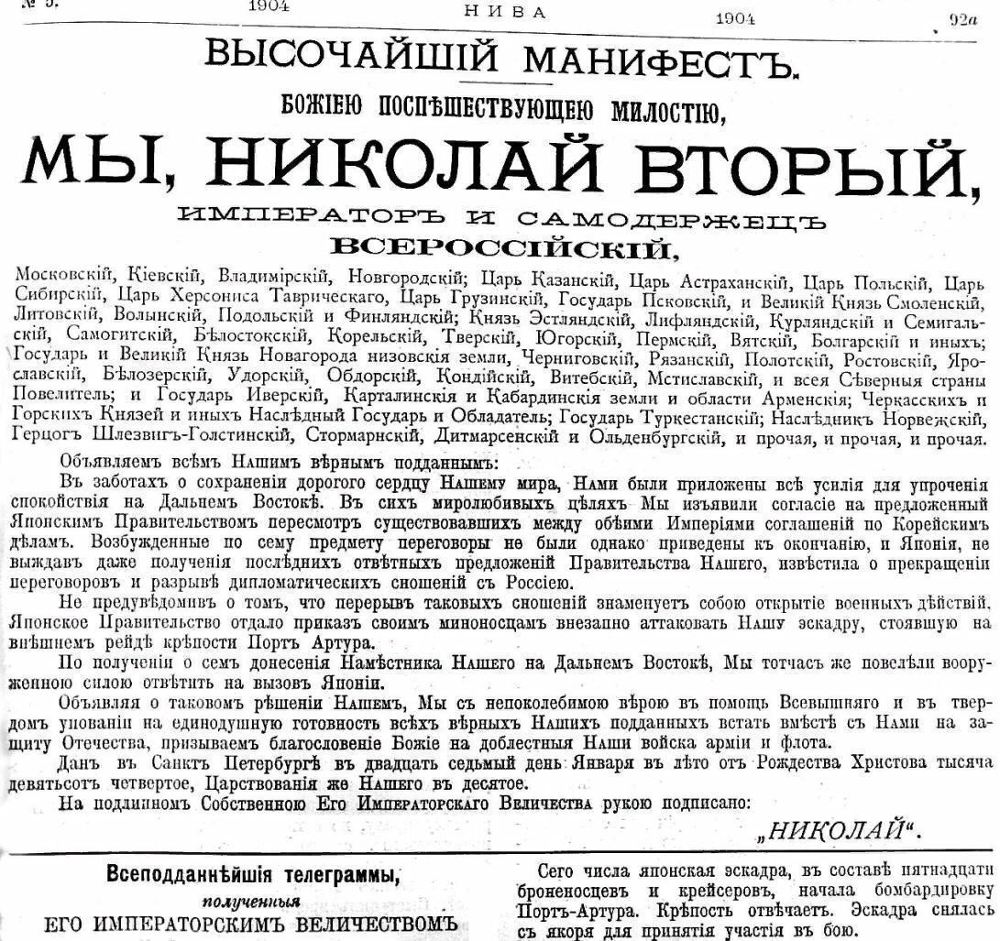 № 5. 1904 НИВА 1904 92а
ВЫСОЧАЙШІЙ МАНИФЕСТЪ.
БОЖІЕЮ ПОСПѢШЕСТВУЮЩЕЮ МИЛОСТІЮ,
МЫ, НИКОЛАЙ ВТОРЫЙ,
ИМПЕРАТОРЪ И САМОДЕРЖЕЦЪ
ВСЕРОССІЙСКІЙ,
Московскій, Кіевскій, Владимірскій, Новгородскій; Царь Казанскій, Царь Астраханскій, Царь Польскій, Царь
Сибирскій, Царь Херсониса Таврическаго, Царь Грузинскій, Государь Псковскій, и Великій Князь Смоленскій,
Литовскій, Волынскій, Подольскій и Финляндскій; Князь Эстляндскій, Лифляндскій, Курляндскій и Семигаль-
скій, Самогитскій, Бѣлостокскій, Корельскій, Тверскій, Югорскій, Пермскій, Вятскій, Болгарскій и иныхъ;
Государь и Великій Князь Новагорода низовскія земли, Черниговскій, Рязанскій, Полотскій, Ростовскій, Яро-
славскій, Бѣлозерскій, Удорскій, Обдорскій, Кондійскій, Витебскій, Мстиславскій, и всея Сѣверныя страны
Повелитель; и Государь Иверскій, Карталинскія и Кабардинскія земли и области Арменскія; Черкасскихъ и
Горскихъ Князей и иныхъ Наслѣдный Государь и Обладатель; Государь Туркестанскій; Наслѣдникъ Норвежскій,
Герцогъ Шлезвигъ-Голстинскій, Стормарнскій, Дитмарсенскій и Ольденбургскій, и прочая, и прочая, и прочая.
Объявляемъ всѣмъ НАШИМЪ вѣрнымъ подданнымъ:
Въ заботахъ о сохраненіи дорогого сердцу НАШЕМУ мира, НАМИ были приложены всѣ усилія для упроченія
спокойствія на Дальнемъ Востокѣ. Въ сихъ миролюбивыхъ цѣляхъ Мы изъявили согласіе на предложенный
Японскимъ Правительствомъ пересмотръ существовавшихъ между обѣими Имперіями соглашеній по Корейскимъ
дѣламъ. Возбужденные по сему предмету переговоры не были однако приведены къ окончанію, и Японія, не
выждавъ даже полученія послѣднихъ отвѣтныхъ предложеній Правительства НАШЕГО, извѣстила о прекращеніи
переговоровъ и разрывѣ дипломатическихъ сношеній съ Россіею.
Не предувѣдомивъ о томъ, что перерывъ таковыхъ сношеній знаменуетъ собою открытіе военныхъ дѣйствій,
Японское Правительство отдало приказъ своимъ миноносцамъ внезапно аттаковать НАШУ эскадру, стоявшую на
внѣшнемъ рейдѣ крѣпости Портъ Артура.
По полученіи о семъ донесенія Намѣстника НАШЕГО на Дальнемъ Востокѣ, Мы тотчасъ же повелѣли воору-
женною силою отвѣтить на вызовъ Японіи.
Объявляя о таковомъ рѣшеніи НАШЕМЪ, Мы съ непоколебимою вѣрою въ помощь Всевышняго и въ твер-
домъ упованіи на единодушную готовность всѣхъ вѣрныхъ НАШИХЪ подданныхъ встать вмѣстѣ съ НАМИ на за-
щиту Отечества, призываемъ благословеніе Божіе на доблестныя НАШИ войска арміи и флота.
Данъ въ Санктъ Петербургѣ въ двадцать седьмый день Января въ лѣто отъ Рождества Христова тысяча
девятьсотъ четвертое, Царствованія же НАШЕГО въ десятое.
На подлинномъ Собственною ЕГО ИМПЕРАТОРСКАГО ВЕЛИЧЕСТВА рукою подписано:
„НИКОЛАЙ“.
Всеподданнѣйшія телеграммы,
полученныя
ЕГО ИМПЕРАТОРСКИМЪ ВЕЛИЧЕСТВОМЪ
Сего числа японская эскадра, въ составѣ пятнадцати
броненосцевъ и крейсеровъ, начала бомбардировку
Портъ-Артура. Крѣпость отвѣчаетъ. Эскадра снялась
съ якоря для принятія участія въ бою.